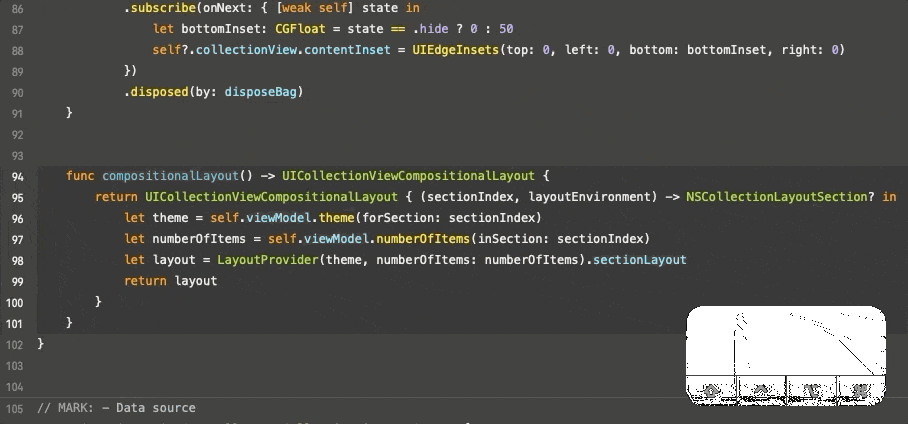 86 .subscribe(onNext: { [weak self] state in
87 let bottomInset: CGFloat = state == .hide ? 0 : 50
88 self?.collectionView.contentInset = UIEdgeInsets(top: 0, left: 0, bottom: bottomInset, right: 0)
89 })
90 .disposed(by: disposeBag)
91 }
92
93
94 func compositionalLayout() -> UICollectionViewCompositionalLayout {
95 return UICollectionViewCompositionalLayout { (sectionIndex, layoutEnvironment) -> NSCollectionLayoutSection? in
96 let theme = self.viewModel.theme(forSection: sectionIndex)
97 let numberOfItems = self.viewModel.numberOfItems(inSection: sectionIndex)
98 let layout = LayoutProvider(theme, numberOfItems: numberOfItems).sectionLayout
99 return layout
100 }
101 }
102 }
103
104
105 // MARK: - Data source